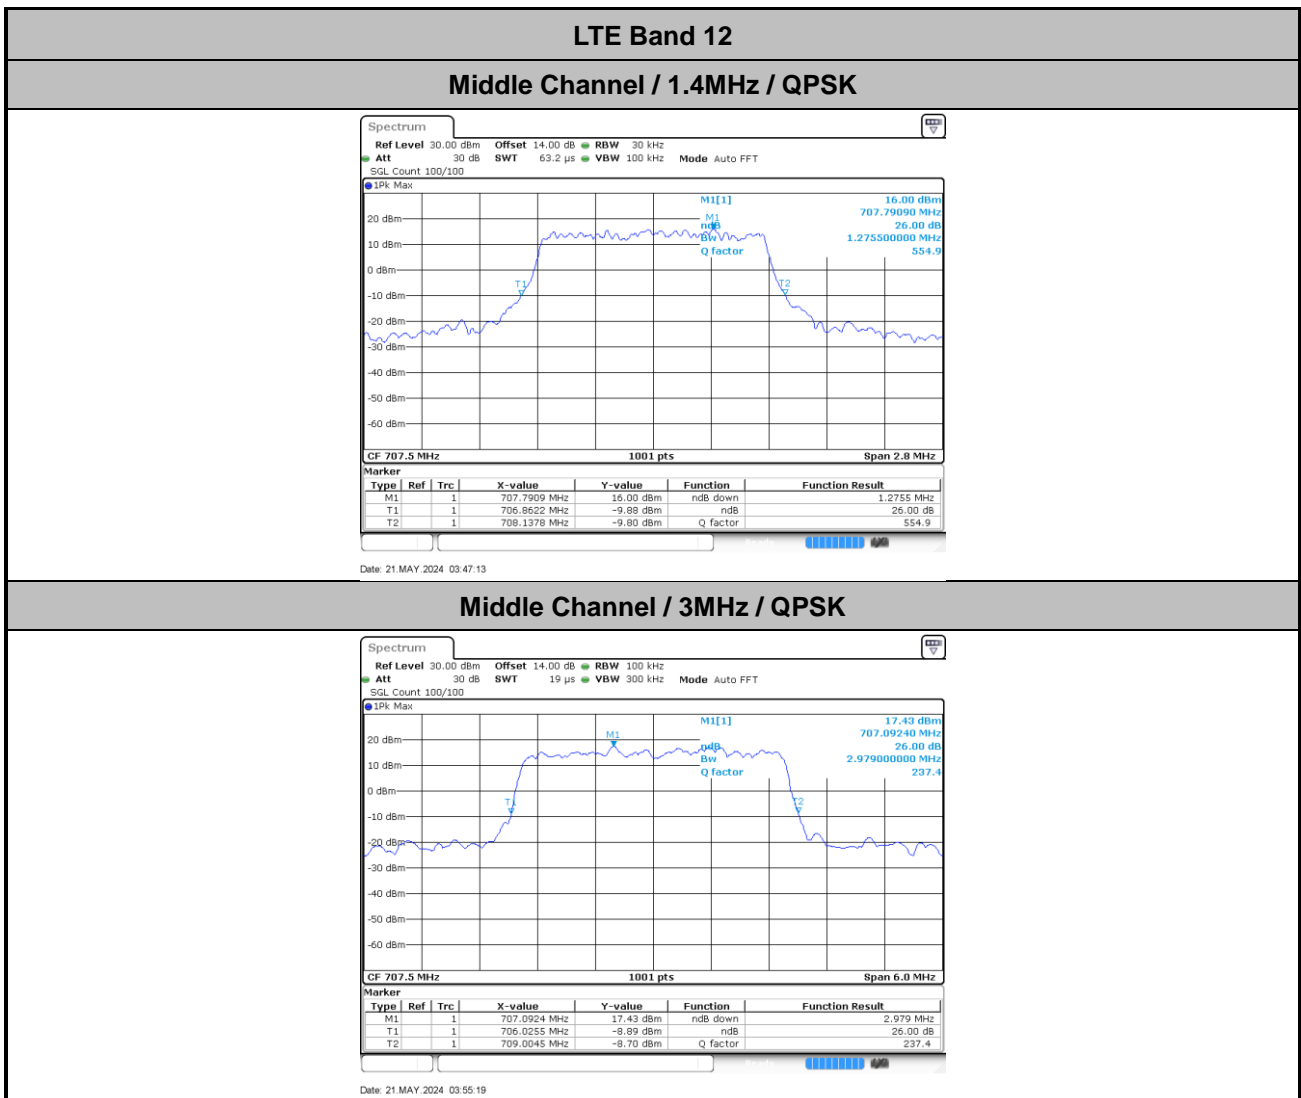 LTE Band 12
Middle Channel / 1.4MHz / QPSK
Spectrum
Ref Level 30.00 dBm Offset 14.00 dB RBW 30 kHz
Att 30 dB SWT 63.2 µs VBW 100 kHz Mode Auto FFT
SGL Count 100/100
1Pk Max
M1[1] 16.00 dBm
707.79090 MHz
20 dBm
M1
ndB 26.00 dB
10 dBm
Bw 1.275500000 MHz
Q factor 554.9
0 dBm
T1
T2
-10 dBm
-20 dBm
-30 dBm
-40 dBm
-50 dBm
-60 dBm
CF 707.5 MHz 1001 pts Span 2.8 MHz
Marker
Type Ref Trc X-value Y-value Function Function Result
M1 1 707.7909 MHz 16.00 dBm ndB down 1.2755 MHz
T1 1 706.8622 MHz -9.88 dBm ndB 26.00 dB
T2 1 708.1378 MHz -9.80 dBm Q factor 554.9
Date: 21.MAY.2024 03:47:13
Middle Channel / 3MHz / QPSK
Spectrum
Ref Level 30.00 dBm Offset 14.00 dB RBW 100 kHz
Att 30 dB SWT 19 µs VBW 300 kHz Mode Auto FFT
SGL Count 100/100
1Pk Max
M1[1] 17.43 dBm
707.09240 MHz
20 dBm
M1
ndB 26.00 dB
10 dBm
Bw 2.979000000 MHz
Q factor 237.4
0 dBm
T1
T2
-10 dBm
-20 dBm
-30 dBm
-40 dBm
-50 dBm
-60 dBm
CF 707.5 MHz 1001 pts Span 6.0 MHz
Marker
Type Ref Trc X-value Y-value Function Function Result
M1 1 707.0924 MHz 17.43 dBm ndB down 2.979 MHz
T1 1 706.0255 MHz -8.89 dBm ndB 26.00 dB
T2 1 709.0045 MHz -8.70 dBm Q factor 237.4
Date: 21.MAY.2024 03:55:19